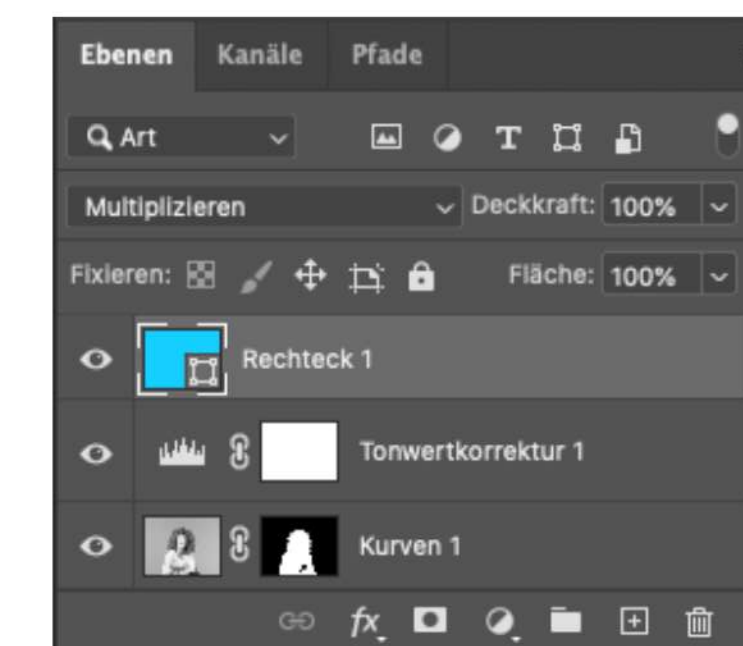 Ebenen Kanäle Pfade
Art T
Multiplizieren Deckkraft: 100%
Fixieren: Fläche: 100%
Rechteck 1
Tonwertkorrektur 1
Kurven 1
fx